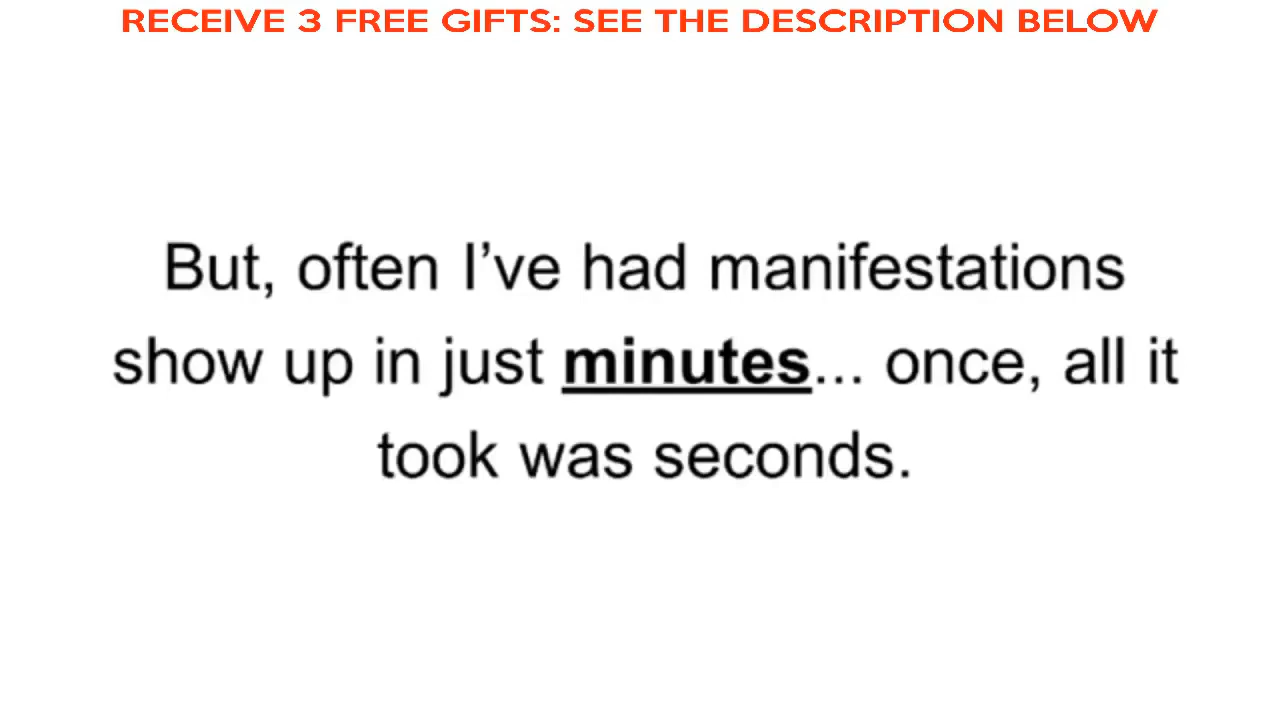 RECEIVE 3 FREE GIFTS: SEE THE DESCRIPTION BELOW
But, often I’ve had manifestations
show up in just minutes... once, all it
took was seconds.